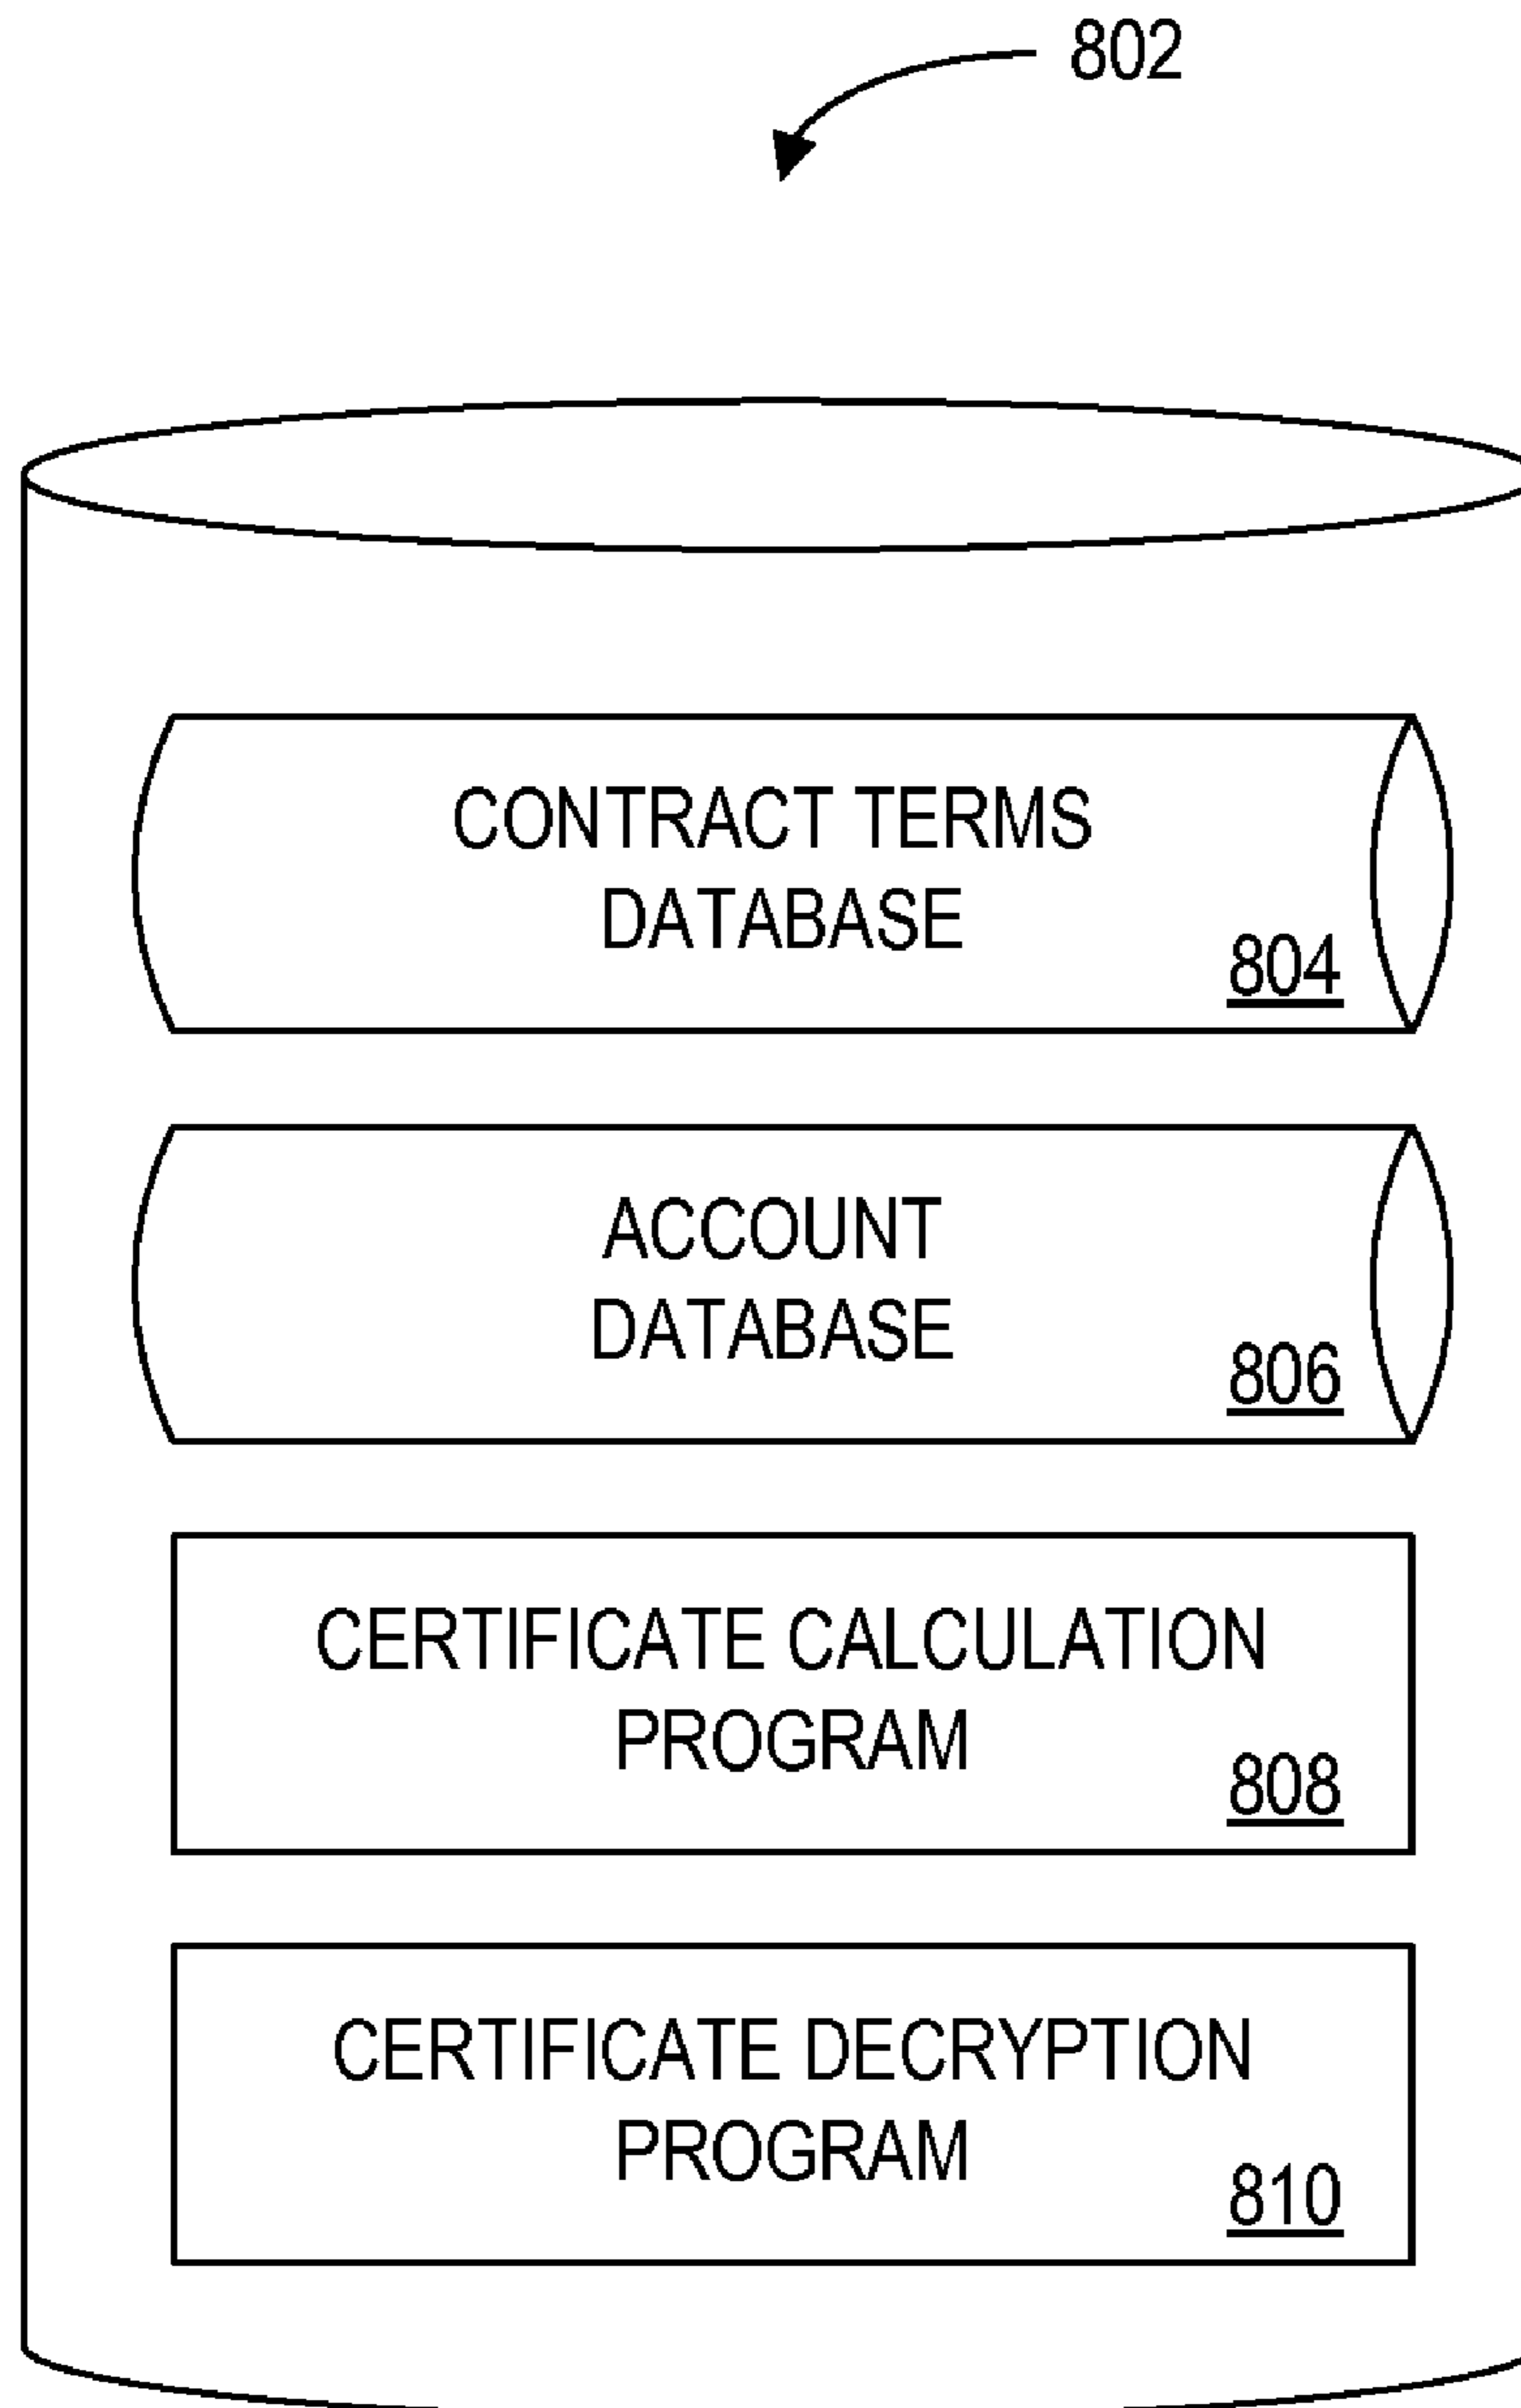 802
CONTRACT TERMS
DATABASE
804
ACCOUNT
DATABASE
806
CERTIFICATE CALCULATION
PROGRAM
808
CERTIFICATE DECRYPTION
PROGRAM
810